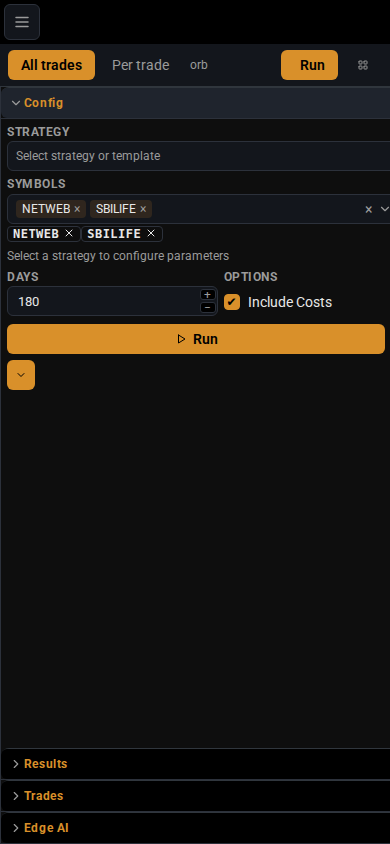 All trades Per trade orb Run
Config
STRATEGY
Select strategy or template
SYMBOLS
NETWEB × SBILIFE × ×
NETWEB × SBILIFE ×
Select a strategy to configure parameters
DAYS OPTIONS
180 + − Include Costs
Run
Results
Trades
Edge AI